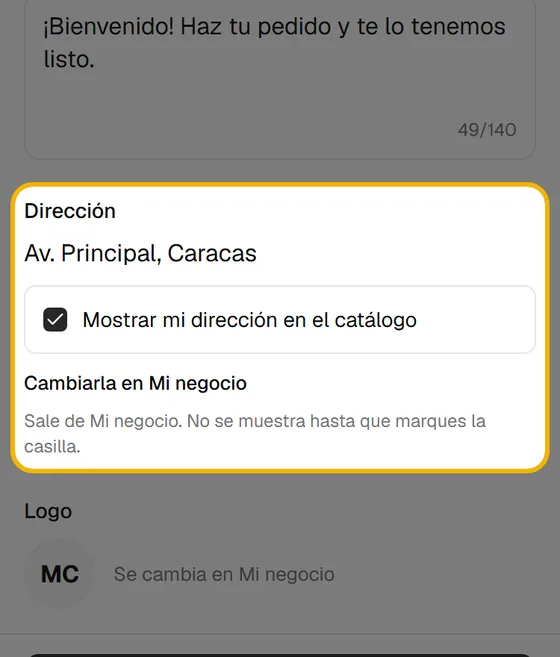 ¡Bienvenido! Haz tu pedido y te lo tenemos
listo.
49/140
Dirección
Av. Principal, Caracas
Mostrar mi dirección en el catálogo
Cambiarla en Mi negocio
Sale de Mi negocio. No se muestra hasta que marques la
casilla.
Logo
MC
Se cambia en Mi negocio